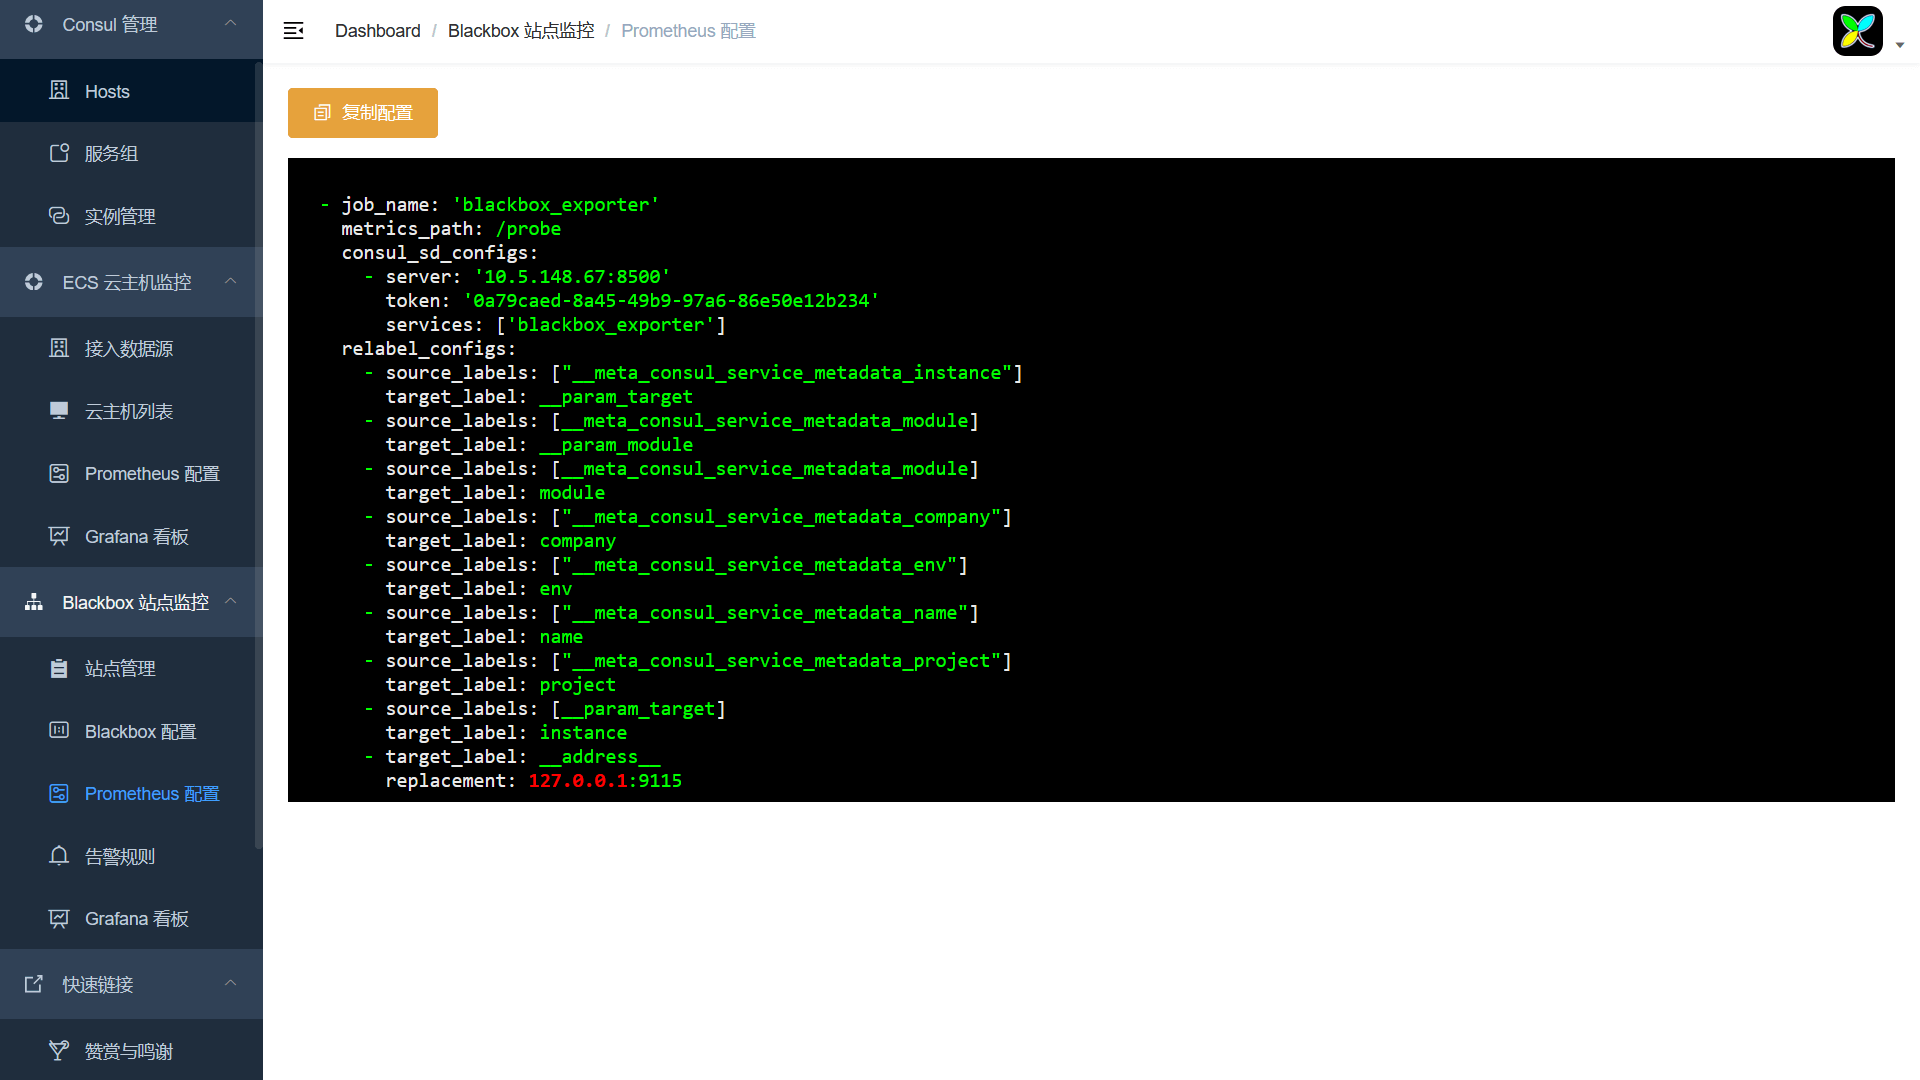 Consul 管理
Hosts
服务组
实例管理
ECS 云主机监控
接入数据源
云主机列表
Prometheus 配置
Grafana 看板
Blackbox 站点监控
站点管理
Blackbox 配置
Prometheus 配置
告警规则
Grafana 看板
快速链接
赞赏与鸣谢
Dashboard / Blackbox 站点监控 / Prometheus 配置
复制配置
- job_name: 'blackbox_exporter'
  metrics_path: /probe
  consul_sd_configs:
    - server: '10.5.148.67:8500'
      token: '0a79caed-8a45-49b9-97a6-86e50e12b234'
      services: ['blackbox_exporter']
  relabel_configs:
    - source_labels: ["__meta_consul_service_metadata_instance"]
      target_label: __param_target
    - source_labels: [__meta_consul_service_metadata_module]
      target_label: __param_module
    - source_labels: [__meta_consul_service_metadata_module]
      target_label: module
    - source_labels: ["__meta_consul_service_metadata_company"]
      target_label: company
    - source_labels: ["__meta_consul_service_metadata_env"]
      target_label: env
    - source_labels: ["__meta_consul_service_metadata_name"]
      target_label: name
    - source_labels: ["__meta_consul_service_metadata_project"]
      target_label: project
    - source_labels: [__param_target]
      target_label: instance
    - target_label: __address__
      replacement: 127.0.0.1:9115